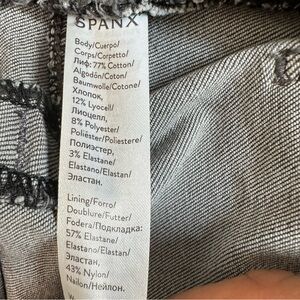 SPANX
Body/Cuerpo/
Corps/Corpetto/
Лиф: 77% Cotton/
Algodón/Coton/
Baumwolle/Cotone/
Хлопок,
12% Lyocell/
Лиоцелл,
8% Polyester/
Poliéster/Poliestere/
Полиэстер,
3% Elastane/
Elastano/Elastan/
Эластан.
Lining/Forro/
Doublure/Futter/
Fodera/Подкладка:
57% Elastane/
Elastano/Elastan/
Эластан,
43% Nylon/
Nailon/Нейлон.